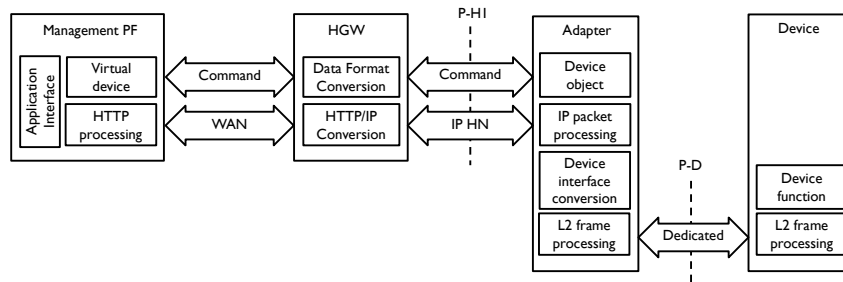 P-H1
Management PF
HGW
Adapter
Device
Application
Interface
Virtual
device
Command
Data Format
Conversion
Command
Device
object
HTTP
processing
WAN
HTTP/IP
Conversion
IP HN
IP packet
processing
Device
interface
conversion
P-D
Device
function
L2 frame
processing
Dedicated
L2 frame
processing